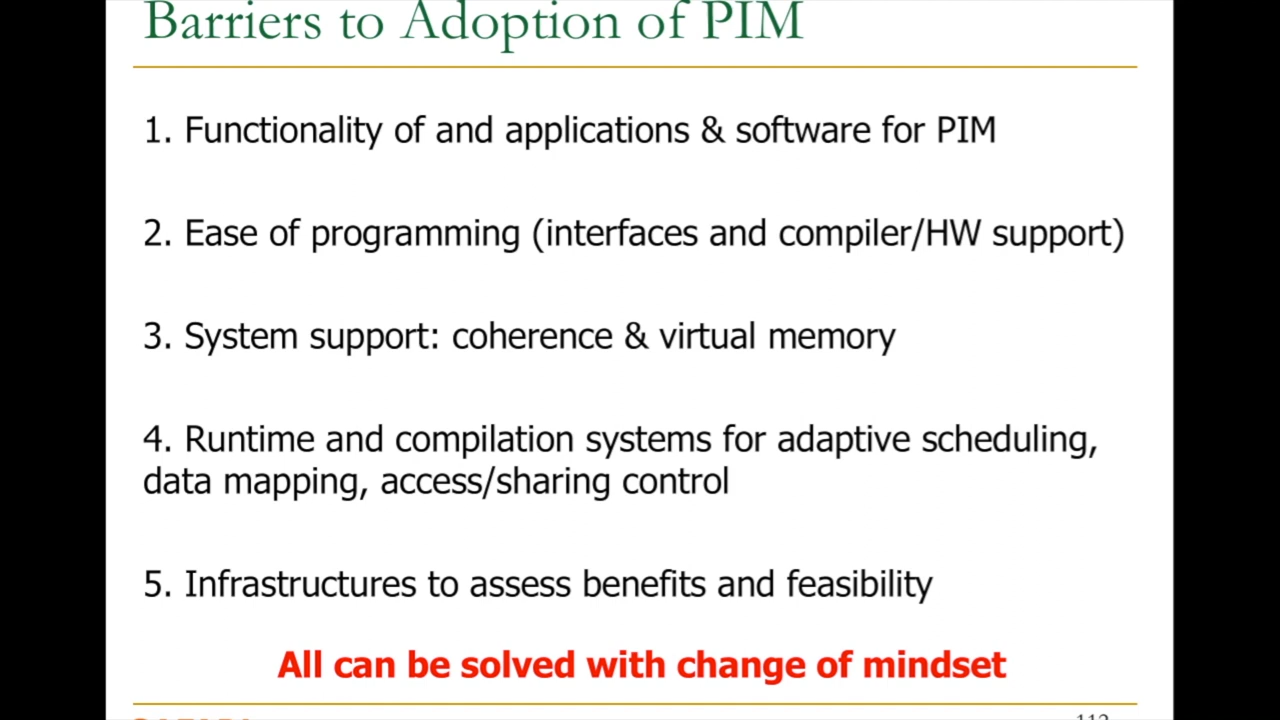 Barriers to Adoption of PIM
1. Functionality of and applications & software for PIM
2. Ease of programming (interfaces and compiler/HW support)
3. System support: coherence & virtual memory
4. Runtime and compilation systems for adaptive scheduling,
data mapping, access/sharing control
5. Infrastructures to assess benefits and feasibility
All can be solved with change of mindset